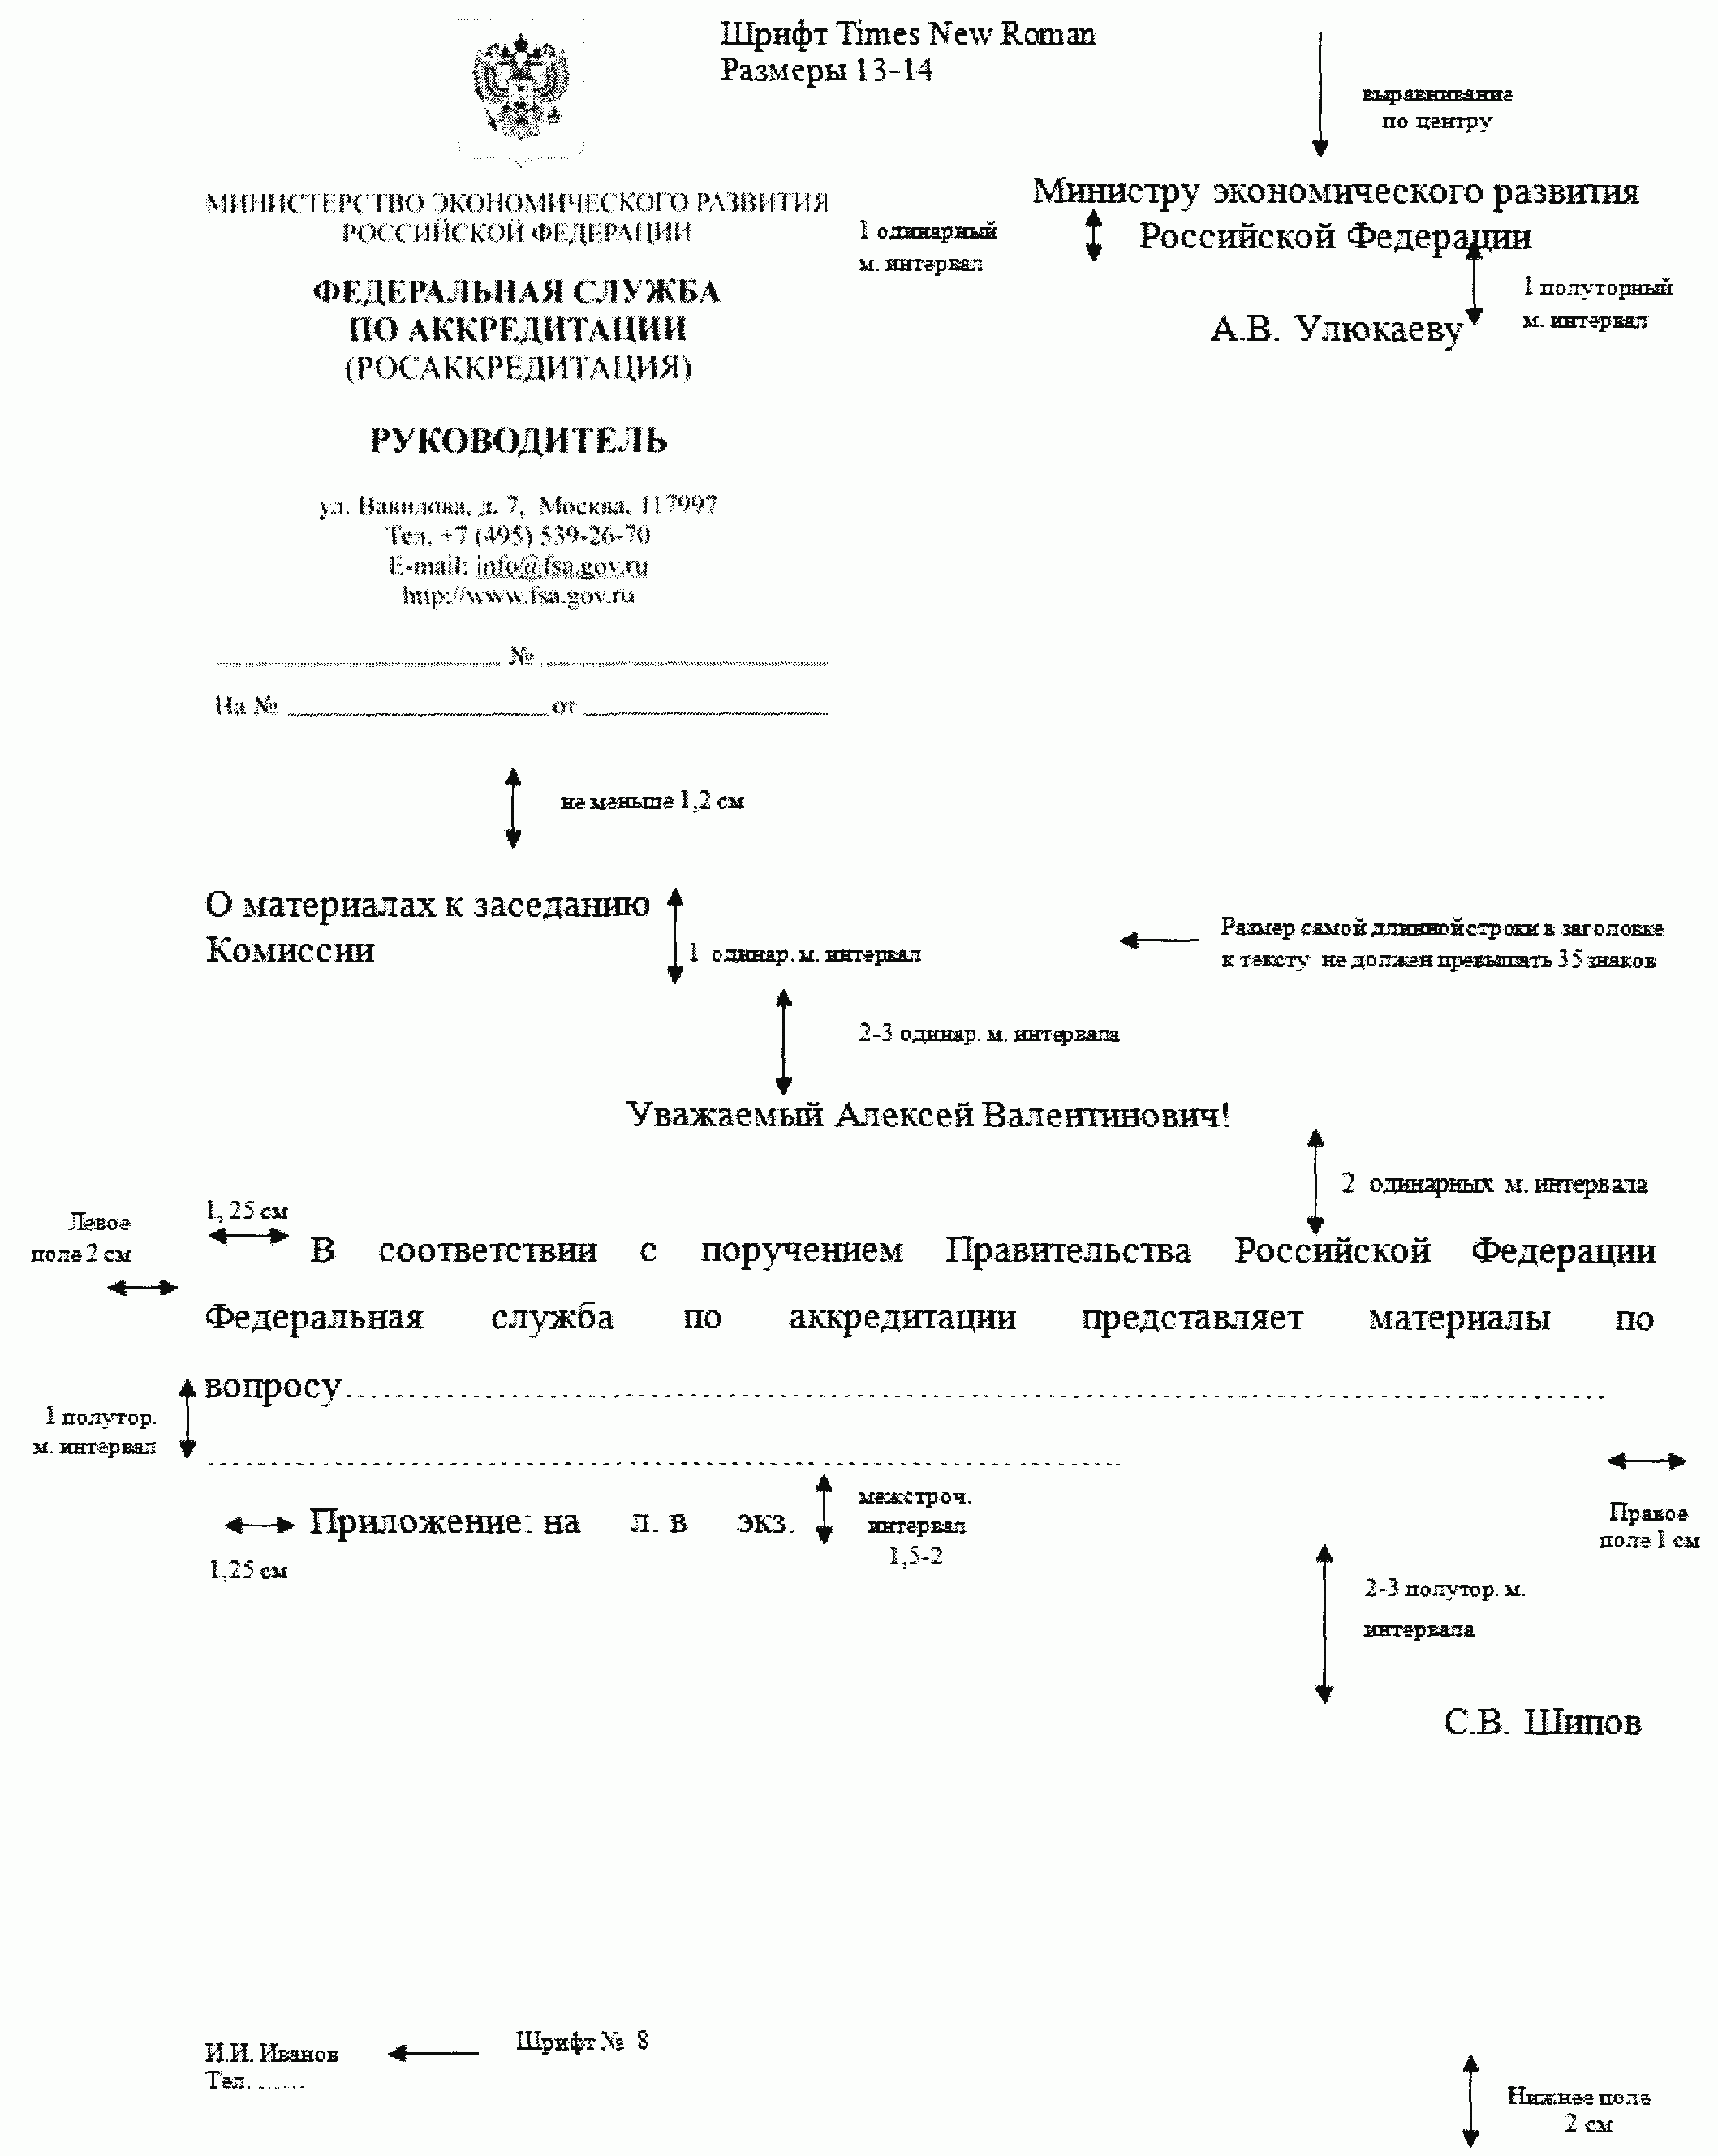 Шрифт Times New Roman
Размеры 13-14
выравнивание
по центру
МИНИСТЕРСТВО ЭКОНОМИЧЕСКОГО РАЗВИТИЯ
РОССИЙСКОЙ ФЕДЕРАЦИИ
ФЕДЕРАЛЬНАЯ СЛУЖБА
ПО АККРЕДИТАЦИИ
(РОСАККРЕДИТАЦИЯ)
РУКОВОДИТЕЛЬ
ул. Вавилова, д. 7, Москва, 117997
Тел. +7 (495) 539-26-70
E-mail: info@fsa.gov.ru
http://www.fsa.gov.ru
____________ № ____________
На № ____________ от ____________
Министру экономического развития
Российской Федерации
1 одинарный
м. интервал
1 полуторный
м. интервал
А.В. Улюкаеву
не меньше 1,2 см
О материалах к заседанию
Комиссии
1 одинар. м. интервал
Размер самой длинной строки в заголовке
к тексту не должен превышать 35 знаков
2-3 одинар. м. интервала
Уважаемый Алексей Валентинович!
2 одинарных м. интервала
1, 25 см
Левое
поле 2 см
В соответствии с поручением Правительства Российской Федерации
Федеральная служба по аккредитации представляет материалы по
вопросу..............................
1 полутор.
м. интервал
..............................
Приложение: на л. в экз.
1,25 см
межстроч.
интервал
1,5-2
Правое
поле 1 см
2-3 полутор. м.
интервала
С.В. Шипов
И.И. Иванов
Тел. .......
Шрифт № 8
Нижнее поле
2 см